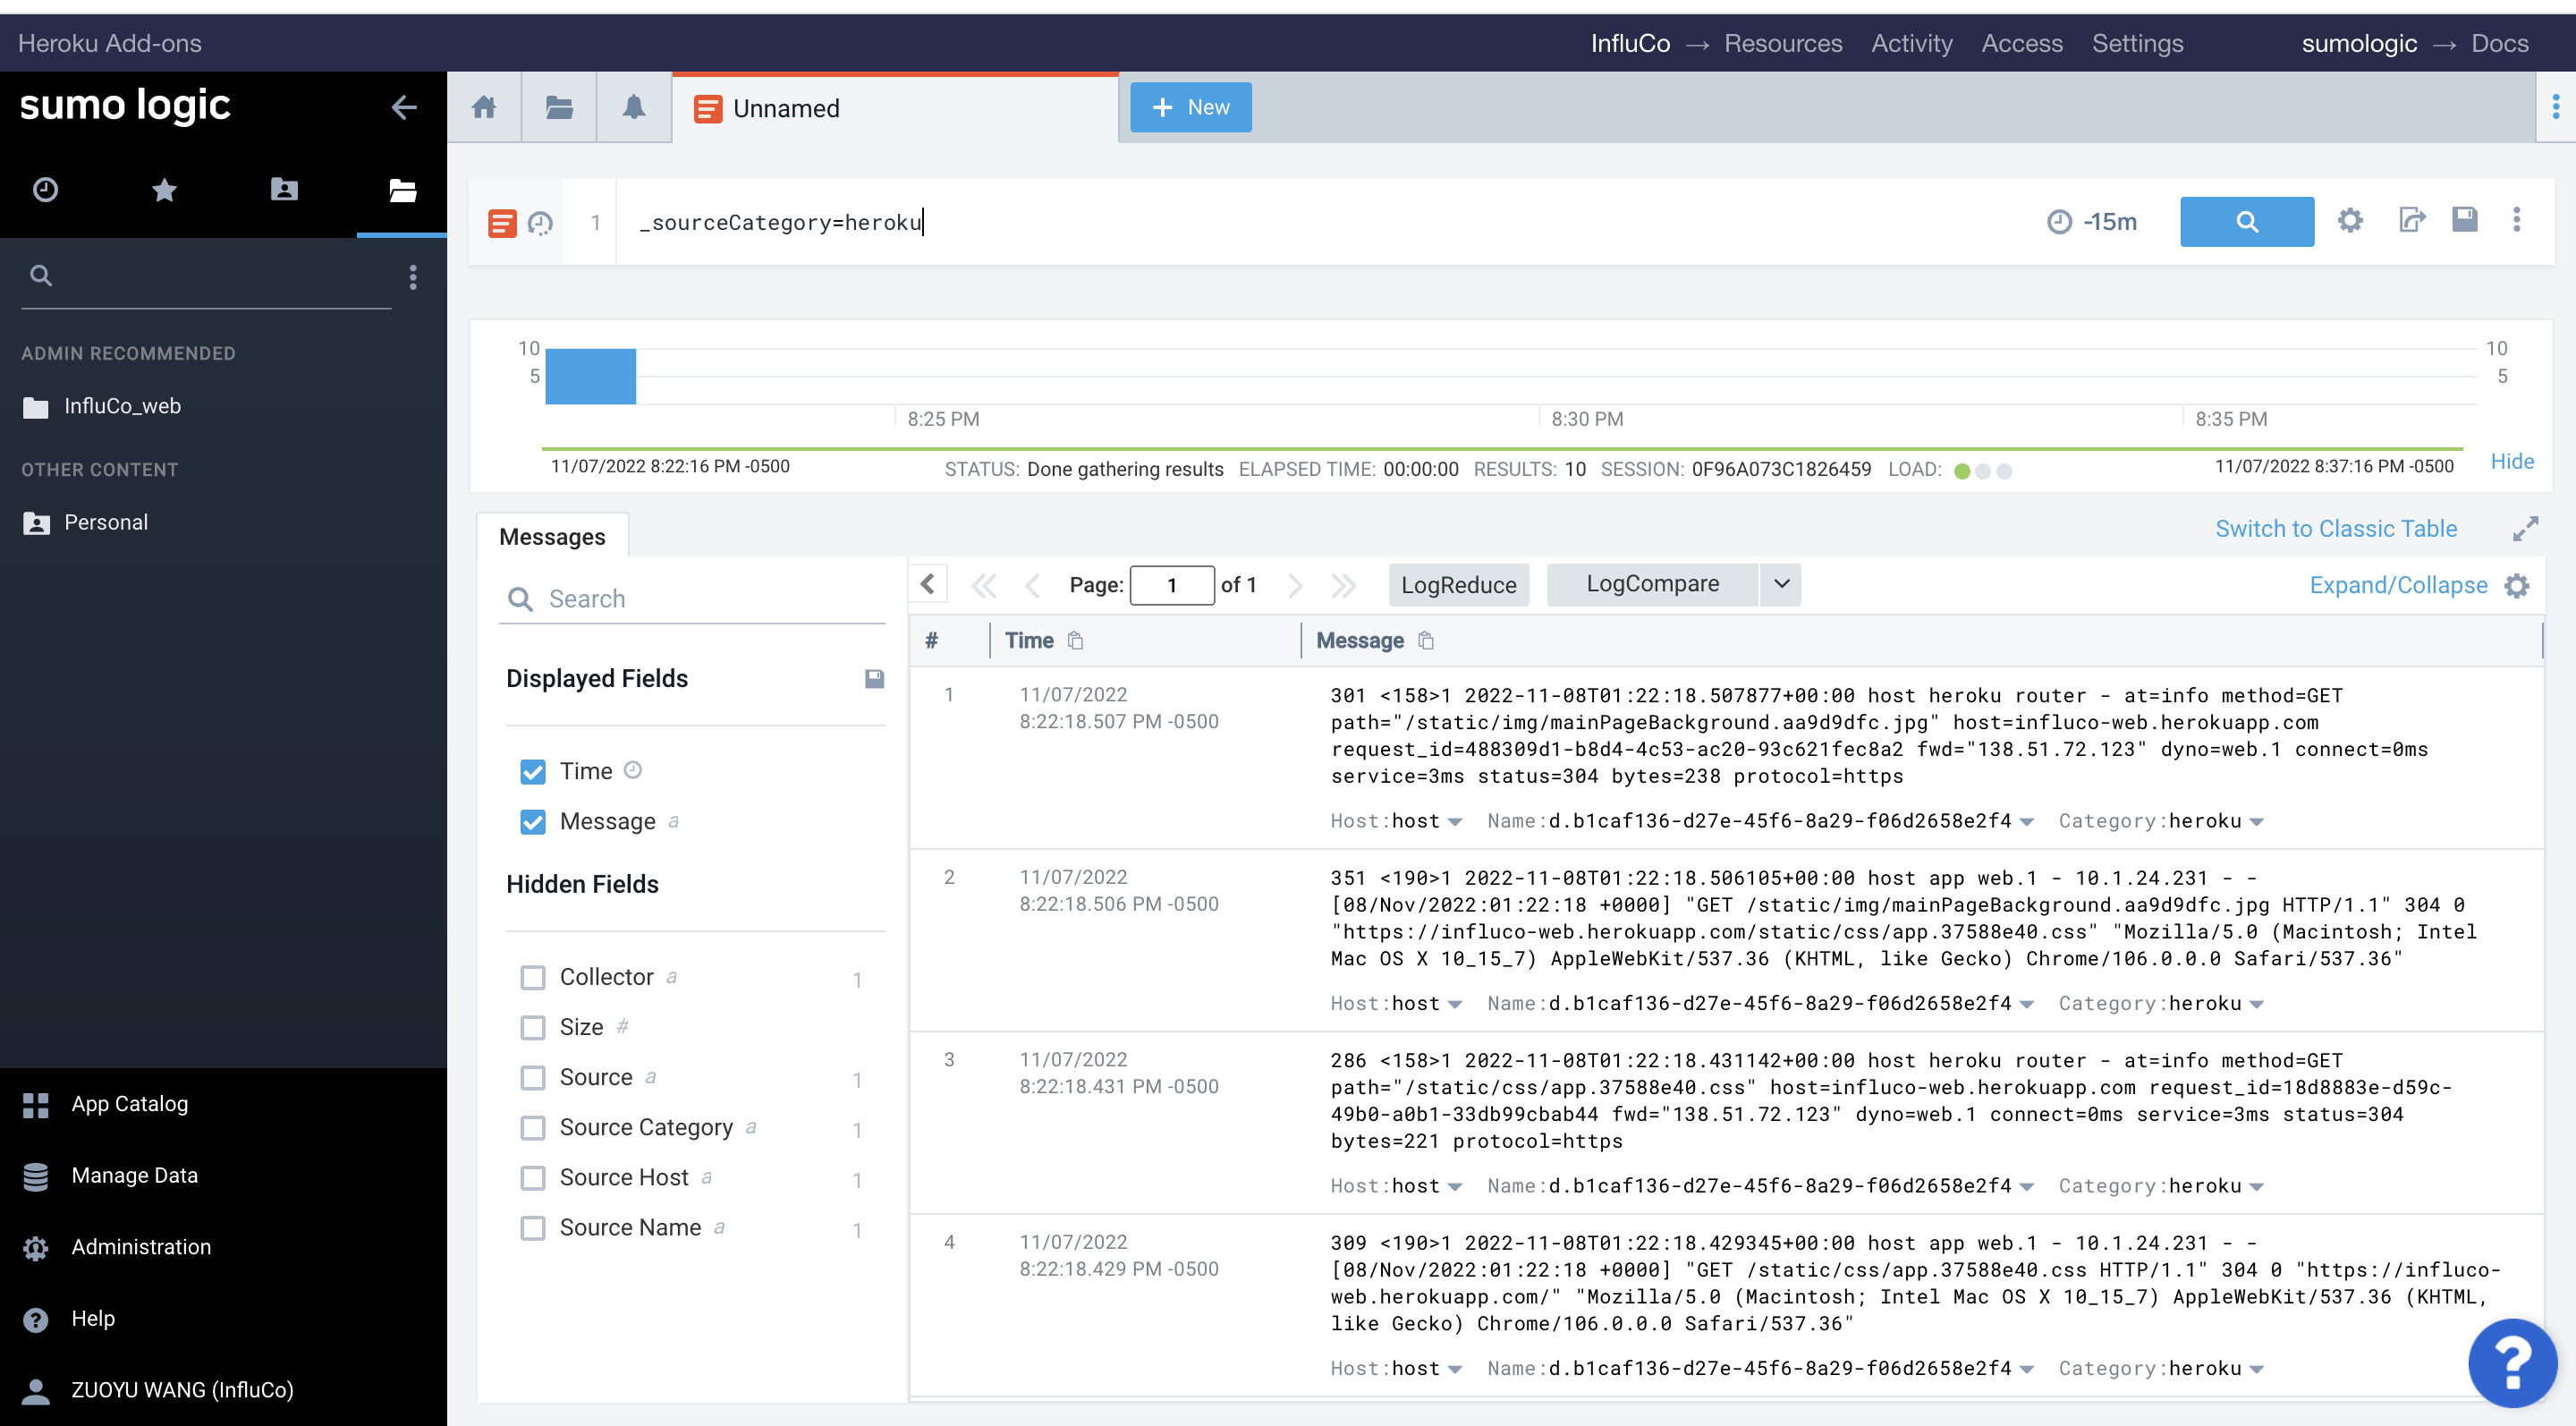 Heroku Add-ons
InfluCo → Resources Activity Access Settings sumologic → Docs
sumo logic
Unnamed
+ New
1 _sourceCategory=heroku
-15m
ADMIN RECOMMENDED
InfluCo_web
OTHER CONTENT
Personal
App Catalog
Manage Data
Administration
Help
ZUOYU WANG (InfluCo)
10 10
5 5
8:25 PM 8:30 PM 8:35 PM
11/07/2022 8:22:16 PM -0500 STATUS: Done gathering results ELAPSED TIME: 00:00:00 RESULTS: 10 SESSION: 0F96A073C1826459 LOAD: 11/07/2022 8:37:16 PM -0500 Hide
Messages
Switch to Classic Table
Search
Displayed Fields
Time
Message a
Hidden Fields
Collector a 1
Size #
Source a 1
Source Category a 1
Source Host a 1
Source Name a 1
Page: 1 of 1 LogReduce LogCompare Expand/Collapse
# Time Message
1 11/07/2022
8:22:18.507 PM -0500
301 <158>1 2022-11-08T01:22:18.507877+00:00 host heroku router - at=info method=GET
path="/static/img/mainPageBackground.aa9d9dfc.jpg" host=influco-web.herokuapp.com
request_id=488309d1-b8d4-4c53-ac20-93c621fec8a2 fwd="138.51.72.123" dyno=web.1 connect=0ms
service=3ms status=304 bytes=238 protocol=https
Host:host Name:d.b1caf136-d27e-45f6-8a29-f06d2658e2f4 Category:heroku
2 11/07/2022
8:22:18.506 PM -0500
351 <190>1 2022-11-08T01:22:18.506105+00:00 host app web.1 - 10.1.24.231 - -
[08/Nov/2022:01:22:18 +0000] "GET /static/img/mainPageBackground.aa9d9dfc.jpg HTTP/1.1" 304 0
"https://influco-web.herokuapp.com/static/css/app.37588e40.css" "Mozilla/5.0 (Macintosh; Intel
Mac OS X 10_15_7) AppleWebKit/537.36 (KHTML, like Gecko) Chrome/106.0.0.0 Safari/537.36"
Host:host Name:d.b1caf136-d27e-45f6-8a29-f06d2658e2f4 Category:heroku
3 11/07/2022
8:22:18.431 PM -0500
286 <158>1 2022-11-08T01:22:18.431142+00:00 host heroku router - at=info method=GET
path="/static/css/app.37588e40.css" host=influco-web.herokuapp.com request_id=18d8883e-d59c-
49b0-a0b1-33db99cbab44 fwd="138.51.72.123" dyno=web.1 connect=0ms service=3ms status=304
bytes=221 protocol=https
Host:host Name:d.b1caf136-d27e-45f6-8a29-f06d2658e2f4 Category:heroku
4 11/07/2022
8:22:18.429 PM -0500
309 <190>1 2022-11-08T01:22:18.429345+00:00 host app web.1 - 10.1.24.231 - -
[08/Nov/2022:01:22:18 +0000] "GET /static/css/app.37588e40.css HTTP/1.1" 304 0 "https://influco-
web.herokuapp.com/" "Mozilla/5.0 (Macintosh; Intel Mac OS X 10_15_7) AppleWebKit/537.36 (KHTML,
like Gecko) Chrome/106.0.0.0 Safari/537.36"
Host:host Name:d.b1caf136-d27e-45f6-8a29-f06d2658e2f4 Category:heroku
?